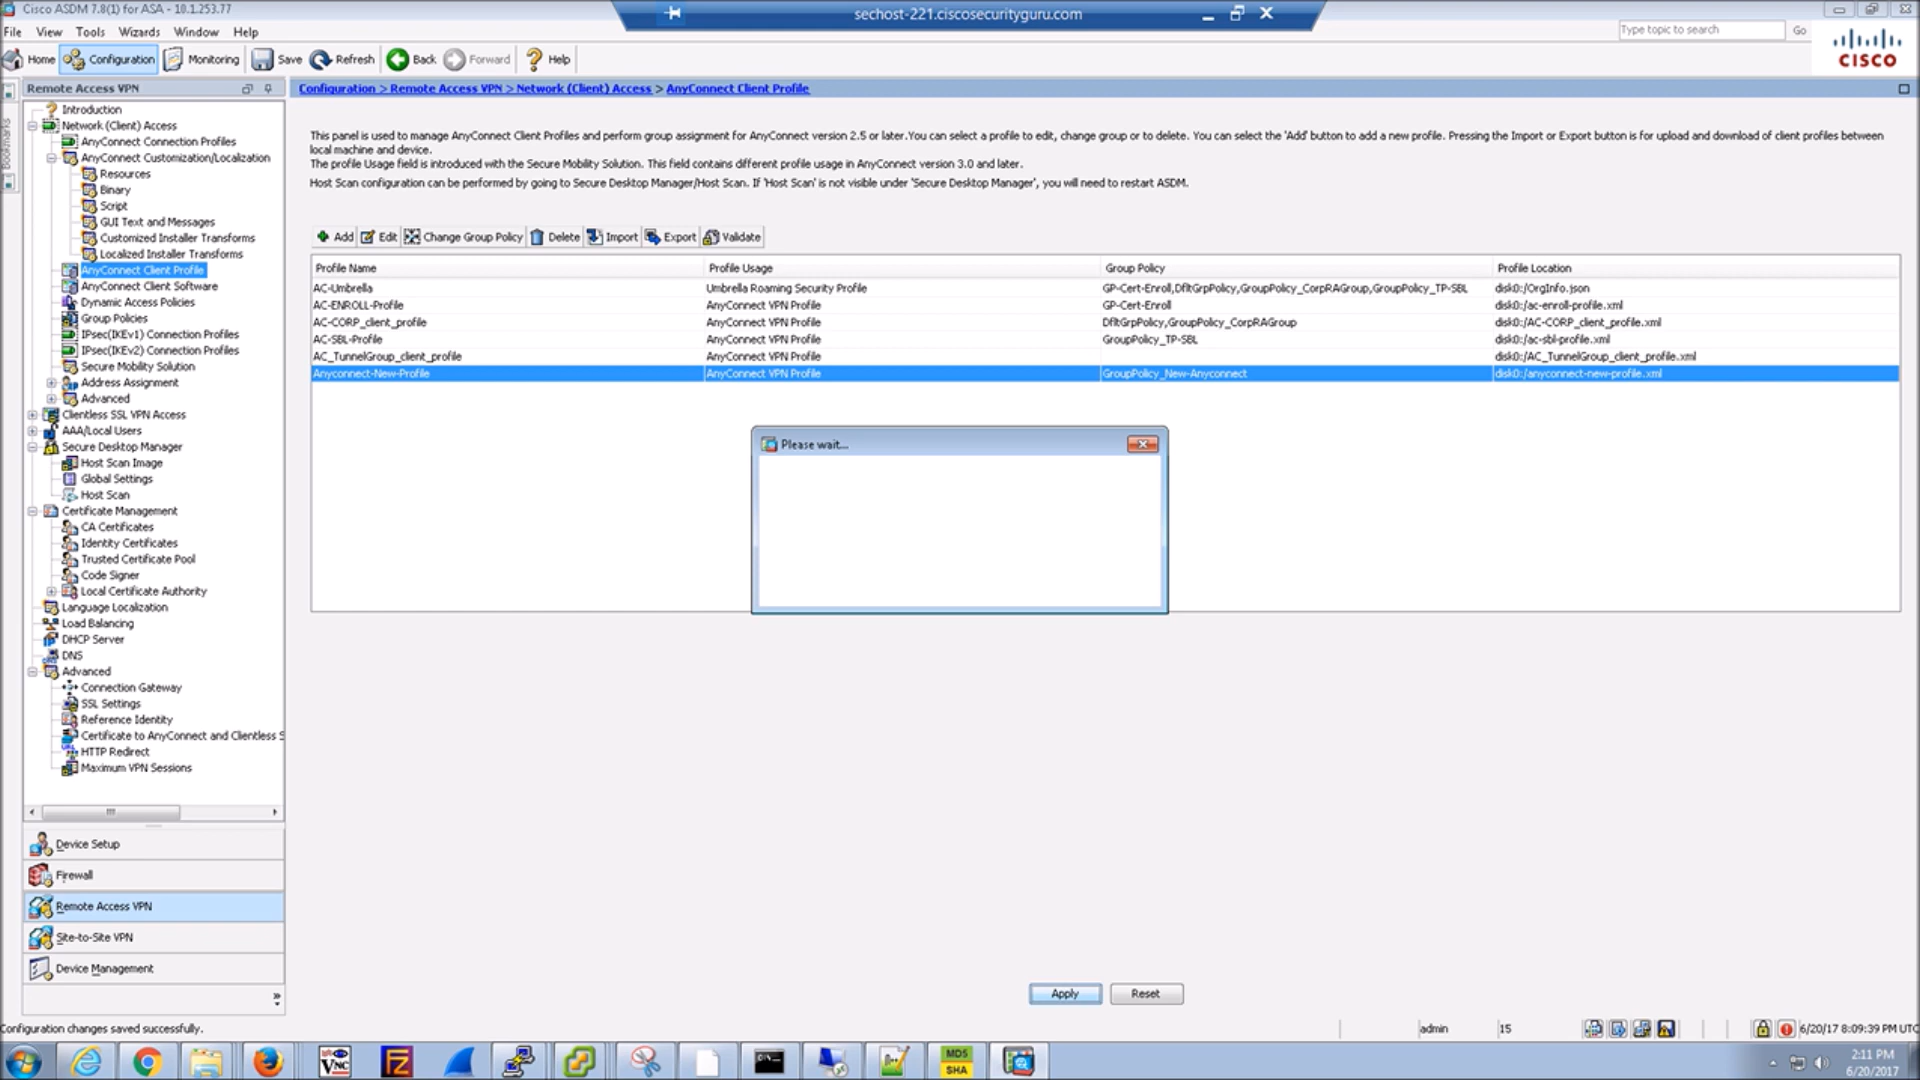 Cisco ASDM 7.8(1) for ASA - 10.1.253.77
sechost-221.ciscosecurityguru.com
File View Tools Wizards Window Help
Type topic to search Go
Home Configuration Monitoring Save Refresh Back Forward Help
CISCO
Bookmarks
Remote Access VPN
Configuration > Remote Access VPN > Network (Client) Access > AnyConnect Client Profile
Introduction
Network (Client) Access
AnyConnect Connection Profiles
AnyConnect Customization/Localization
Resources
Binary
Script
GUI Text and Messages
Customized Installer Transforms
Localized Installer Transforms
AnyConnect Client Profile
AnyConnect Client Software
Dynamic Access Policies
Group Policies
IPsec(IKEv1) Connection Profiles
IPsec(IKEv2) Connection Profiles
Secure Mobility Solution
Address Assignment
Advanced
Clientless SSL VPN Access
AAA/Local Users
Secure Desktop Manager
Host Scan Image
Global Settings
Host Scan
Certificate Management
CA Certificates
Identity Certificates
Trusted Certificate Pool
Code Signer
Local Certificate Authority
Language Localization
Load Balancing
DHCP Server
DNS
Advanced
Connection Gateway
SSL Settings
Reference Identity
Certificate to AnyConnect and Clientless S
HTTP Redirect
Maximum VPN Sessions
Device Setup
Firewall
Remote Access VPN
Site-to-Site VPN
Device Management
This panel is used to manage AnyConnect Client Profiles and perform group assignment for AnyConnect version 2.5 or later.You can select a profile to edit, change group or to delete. You can select the 'Add' button to add a new profile. Pressing the Import or Export button is for upload and download of client profiles between
local machine and device.
The profile Usage field is introduced with the Secure Mobility Solution. This field contains different profile usage in AnyConnect version 3.0 and later.
Host Scan configuration can be performed by going to Secure Desktop Manager/Host Scan. If 'Host Scan' is not visible under 'Secure Desktop Manager', you will need to restart ASDM.
Add Edit Change Group Policy Delete Import Export Validate
Profile Name Profile Usage Group Policy Profile Location
AC-Umbrella Umbrella Roaming Security Profile GP-Cert-Enroll,DfltGrpPolicy,GroupPolicy_CorpRAGroup,GroupPolicy_TP-SBL disk0:/OrgInfo.json
AC-ENROLL-Profile AnyConnect VPN Profile GP-Cert-Enroll disk0:/ac-enroll-profile.xml
AC-CORP_client_profile AnyConnect VPN Profile DfltGrpPolicy,GroupPolicy_CorpRAGroup disk0:/AC-CORP_client_profile.xml
AC-SBL-Profile AnyConnect VPN Profile GroupPolicy_TP-SBL disk0:/ac-sbl-profile.xml
AC_TunnelGroup_client_profile AnyConnect VPN Profile disk0:/AC_TunnelGroup_client_profile.xml
Anyconnect-New-Profile AnyConnect VPN Profile GroupPolicy_New-Anyconnect disk0:/anyconnect-new-profile.xml
Please wait...
Apply Reset
Configuration changes saved successfully.
admin 15 6/20/17 8:09:39 PM UTC
VNC
MD5
SHA
2:11 PM
6/20/2017